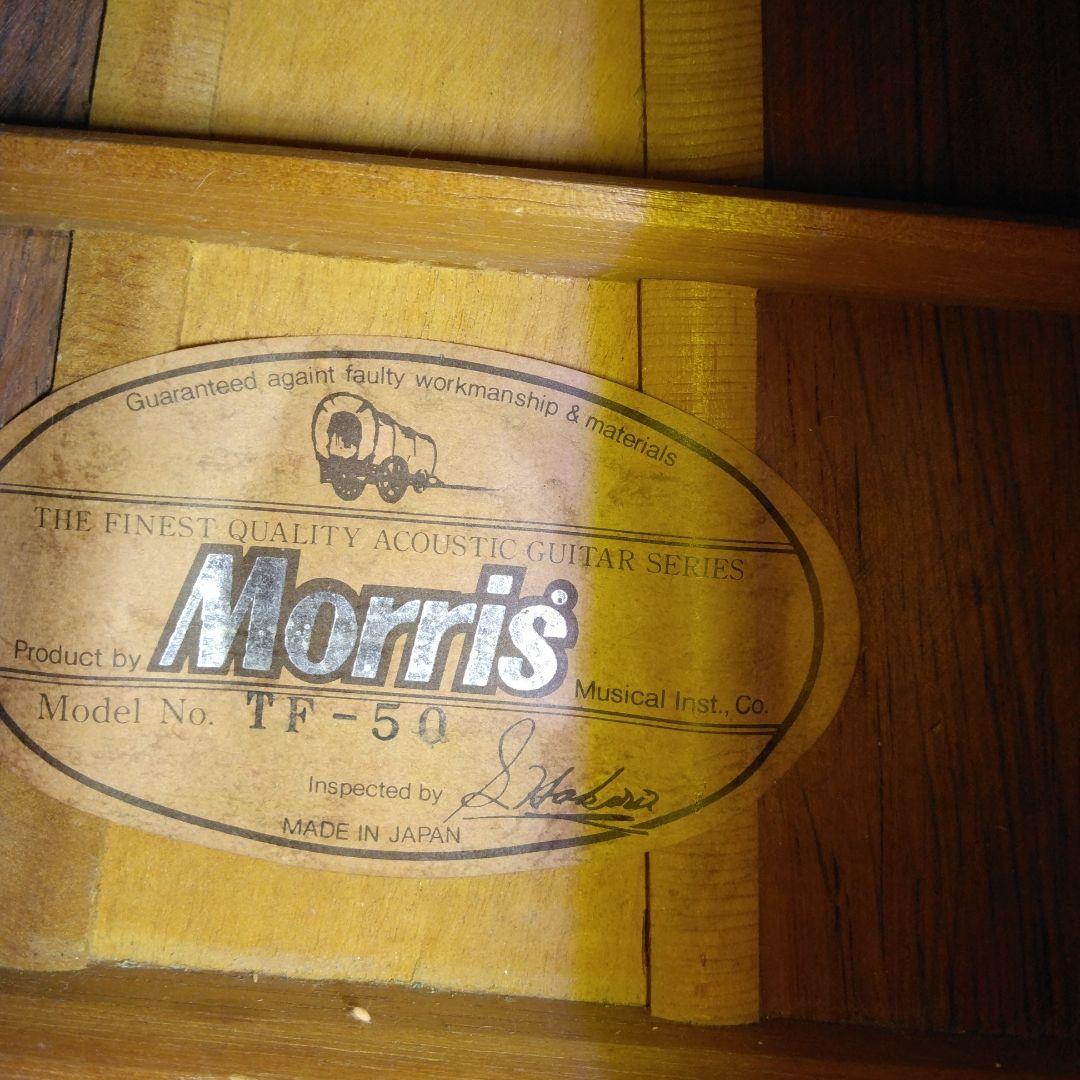 Guaranteed againt faulty workmanship & materials
THE FINEST QUALITY ACOUSTIC GUITAR SERIES
Product by Morris® Musical Inst., Co.
Model No. TF-50
Inspected by
MADE IN JAPAN